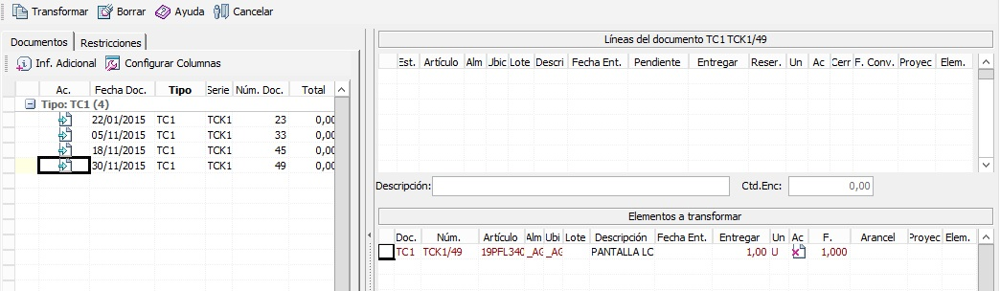 Transformar Borrar Ayuda Cancelar
Documentos Restricciones
Inf. Adicional Configurar Columnas
Ac. Fecha Doc. Tipo Serie Núm. Doc. Total
Tipo: TC1 (4)
22/01/2015 TC1 TCK1 23 0,00
05/11/2015 TC1 TCK1 33 0,00
18/11/2015 TC1 TCK1 45 0,00
30/11/2015 TC1 TCK1 49 0,00
Líneas del documento TC1 TCK1/49
Est. Artículo Alm Ubic Lote Descri Fecha Ent. Pendiente Entregar Reser. Un Ac Cerr F. Conv. Proyec Elem.
Descripción: Ctd.Enc: 0,00
Elementos a transformar
Doc. Núm. Artículo Alm Ubi Lote Descripción Fecha Ent. Entregar Un Ac F. Arancel Proyec Elem.
TC1 TCK1/49 19PFL340 _AG _AG PANTALLA LC 1,00 U 1,000